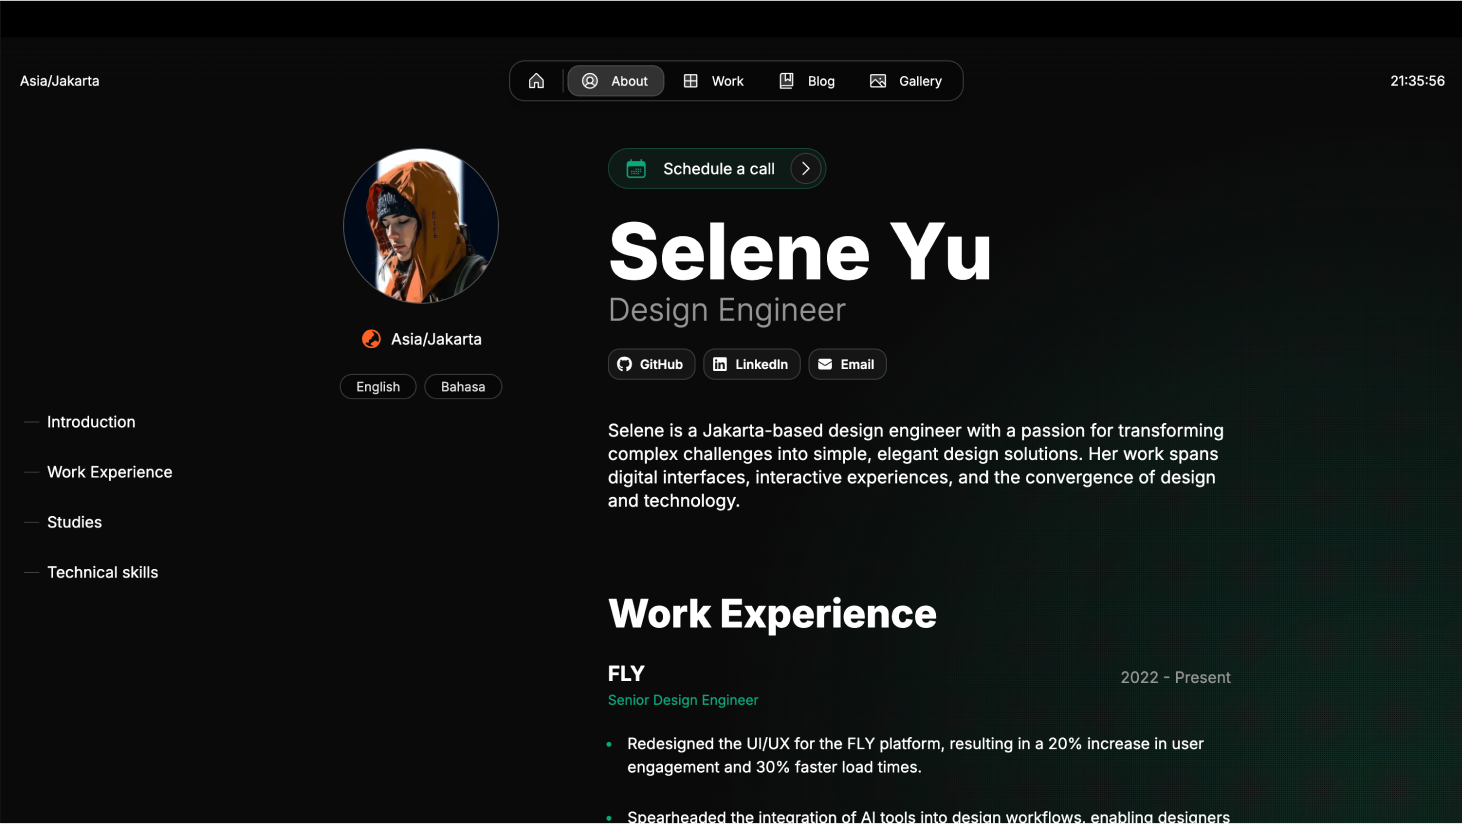 Asia/Jakarta
About
Work
Blog
Gallery
21:35:56
Schedule a call
Selene Yu
Design Engineer
Asia/Jakarta
GitHub
LinkedIn
Email
English
Bahasa
Introduction
Work Experience
Studies
Technical skills
Selene is a Jakarta-based design engineer with a passion for transforming
complex challenges into simple, elegant design solutions. Her work spans
digital interfaces, interactive experiences, and the convergence of design
and technology.
Work Experience
FLY
2022 - Present
Senior Design Engineer
Redesigned the UI/UX for the FLY platform, resulting in a 20% increase in user
engagement and 30% faster load times.
Spearheaded the integration of AI tools into design workflows, enabling designers